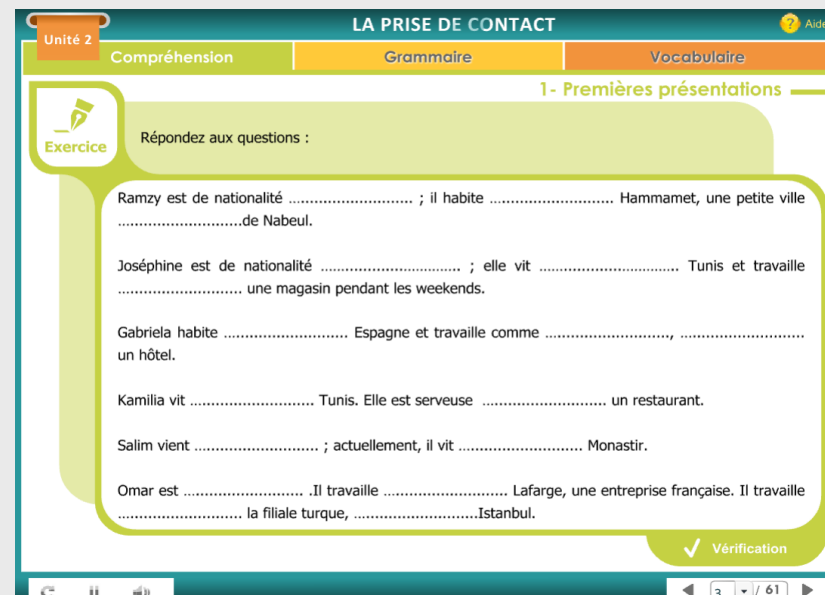 LA PRISE DE CONTACT
Aide
Unité 2
Compréhension
Grammaire
Vocabulaire
1- Premières présentations
Exercice
Répondez aux questions :
Ramzy est de nationalité ............................. ; il habite ............................. Hammamet, une petite ville
.............................de Nabeul.
Joséphine est de nationalité ................................. ; elle vit ................................. Tunis et travaille
............................. une magasin pendant les weekends.
Gabriela habite ............................. Espagne et travaille comme ............................., .............................
un hôtel.
Kamilia vit ............................. Tunis. Elle est serveuse ............................. un restaurant.
Salim vient ............................. ; actuellement, il vit ............................. Monastir.
Omar est ............................ .Il travaille ............................. Lafarge, une entreprise française. Il travaille
............................. la filiale turque, .............................Istanbul.
Vérification
3 / 61